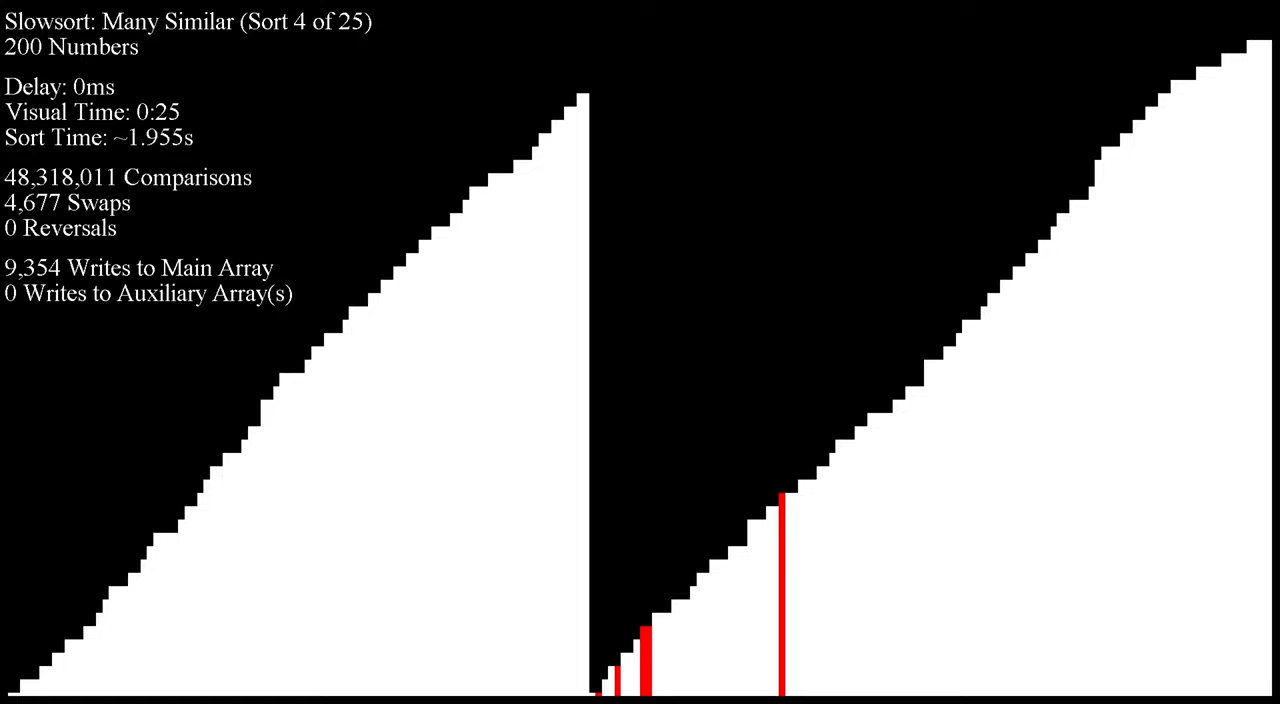 Slowsort: Many Similar (Sort 4 of 25)
200 Numbers
Delay: 0ms
Visual Time: 0:25
Sort Time: ~1.955s
48,318,011 Comparisons
4,677 Swaps
0 Reversals
9,354 Writes to Main Array
0 Writes to Auxiliary Array(s)